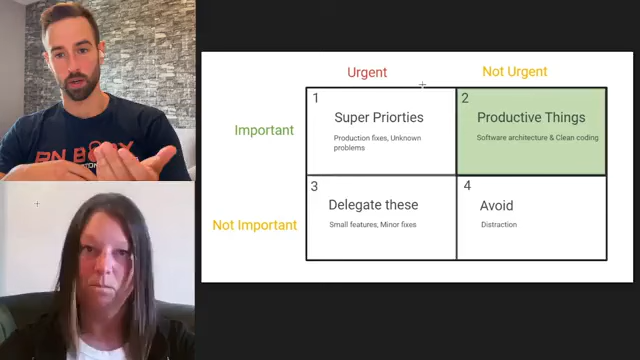 Urgent
Not Urgent
Important
1
Super Priorties
Production fixes, Unknown
problems
2
Productive Things
Software architecture & Clean coding
Not Important
3
Delegate these
Small features, Minor fixes
4
Avoid
Distraction